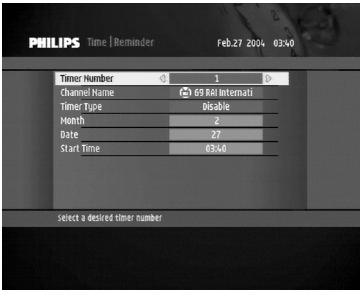 PHILIPS Time | Reminder Feb.27 2004 03:40
Timer Number 1
Channel Name 69 RAI Internati
Timer Type Disable
Month 2
Date 27
Start Time 03:40
Select a desired timer number